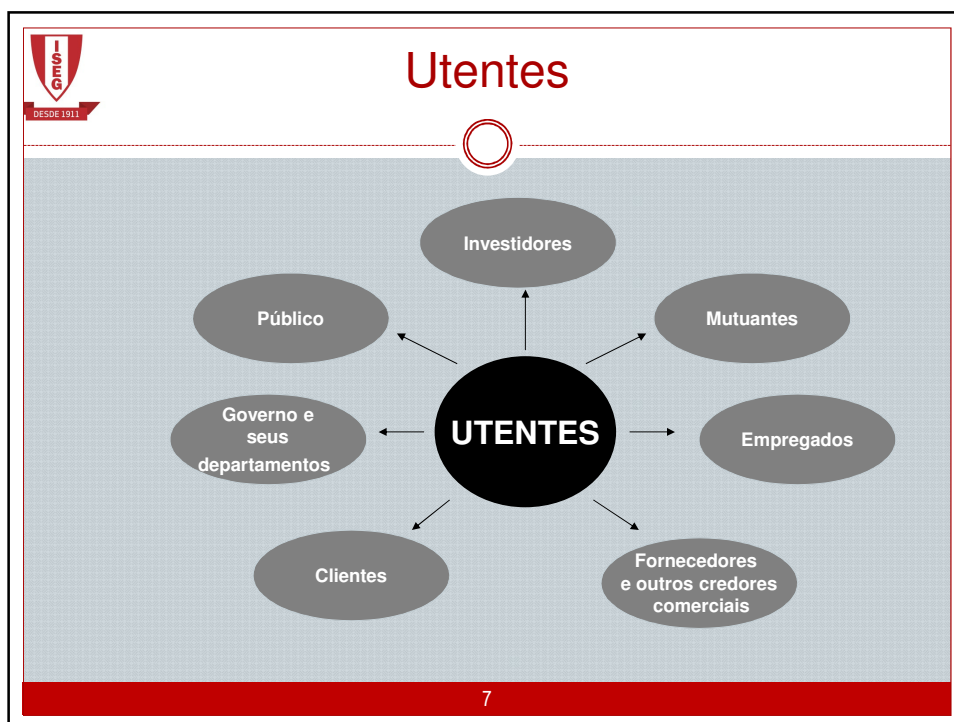 ISEG
DESDE 1911
Utentes
Investidores
Público
Mutuantes
Governo e
seus
departamentos
UTENTES
Empregados
Clientes
Fornecedores
e outros credores
comerciais
7